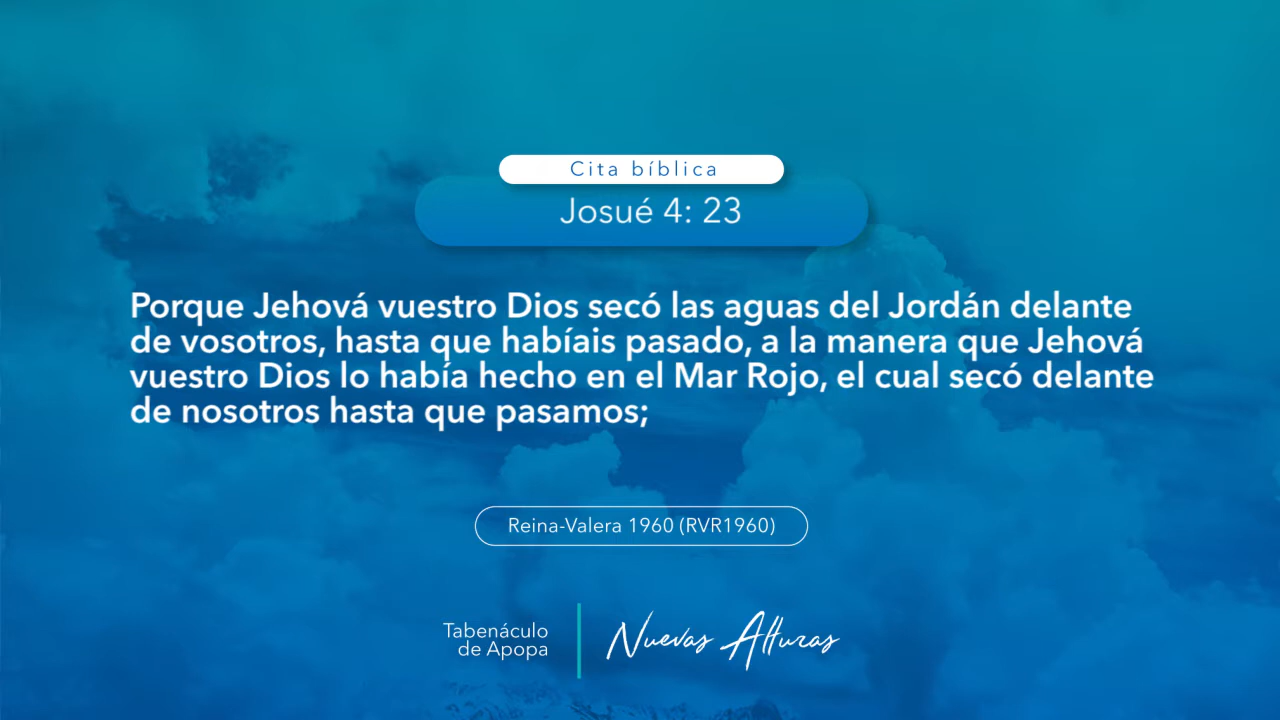 Cita bíblica
Josué 4: 23
Porque Jehová vuestro Dios secó las aguas del Jordán delante
de vosotros, hasta que habíais pasado, a la manera que Jehová
vuestro Dios lo había hecho en el Mar Rojo, el cual secó delante
de nosotros hasta que pasamos;
Reina-Valera 1960 (RVR1960)
Tabenáculo
de Apopa
Nuevas Alturas